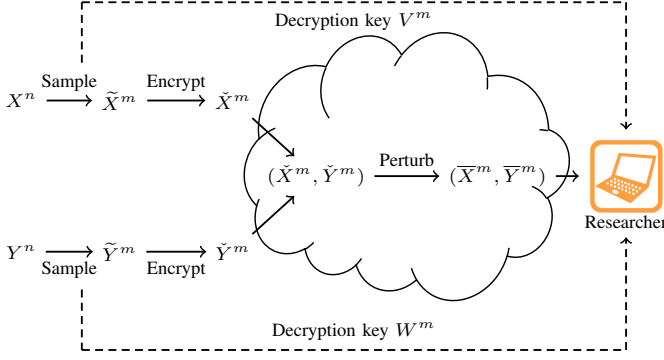 Decryption key V^m
Sample Encrypt
X^n X̃^m X̌^m
Perturb
(X̌^m, Y̌^m) (X̅^m, Y̅^m)
Researcher
Y^n Ỹ^m Y̌^m
Sample Encrypt
Decryption key W^m